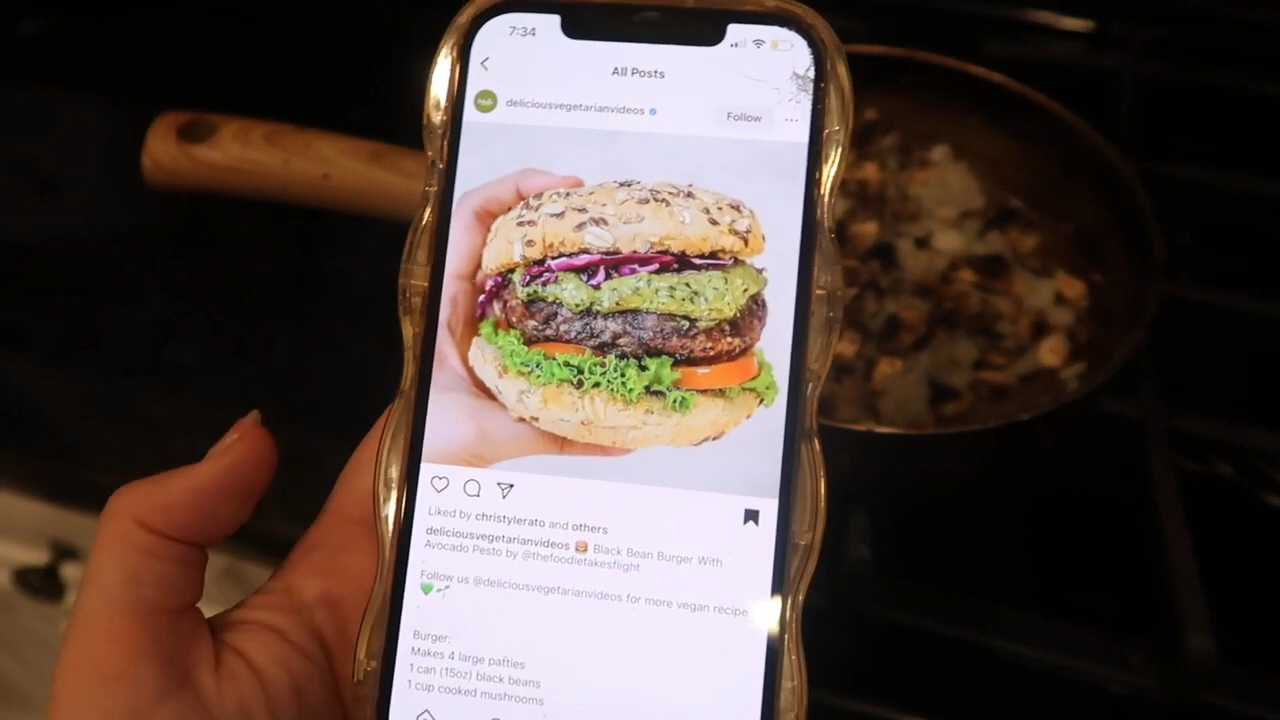 7:34
All Posts
deliciousvegetarianvideos
Follow
Liked by christylerato and others
deliciousvegetarianvideos 🍔 Black Bean Burger With
Avocado Pesto by @thefoodietakesflight
Follow us @deliciousvegetarianvideos for more vegan recipe
💚🌱
Burger:
Makes 4 large patties
1 can (15oz) black beans
1 cup cooked mushrooms